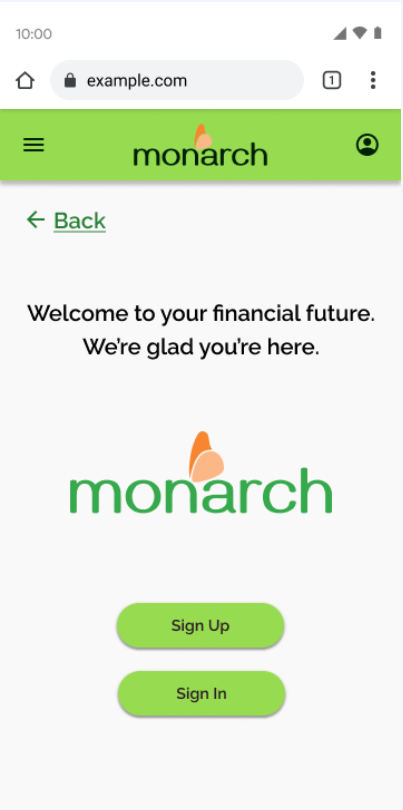 10:00
example.com
1
monarch
Back
Welcome to your financial future.
We’re glad you’re here.
monarch
Sign Up
Sign In